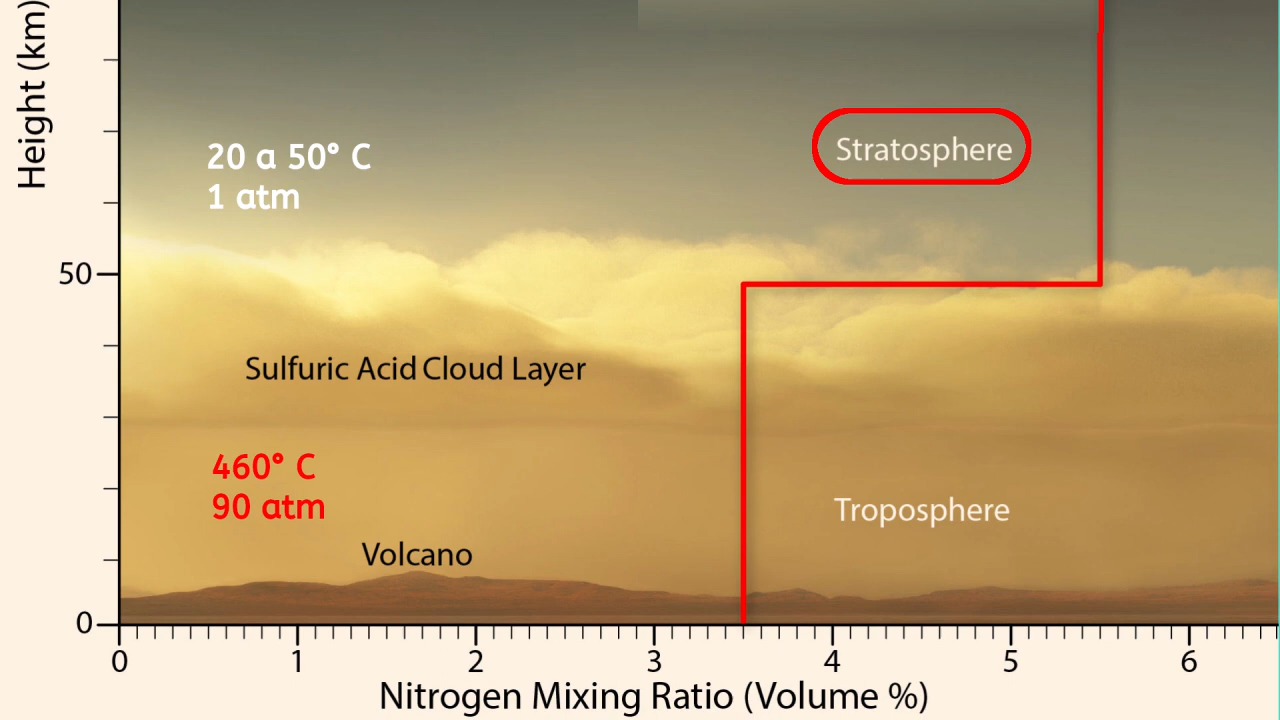 Height (km)
20 a 50° C
1 atm
Stratosphere
50
Sulfuric Acid Cloud Layer
460° C
90 atm
Troposphere
Volcano
0
0 1 2 3 4 5 6
Nitrogen Mixing Ratio (Volume %)